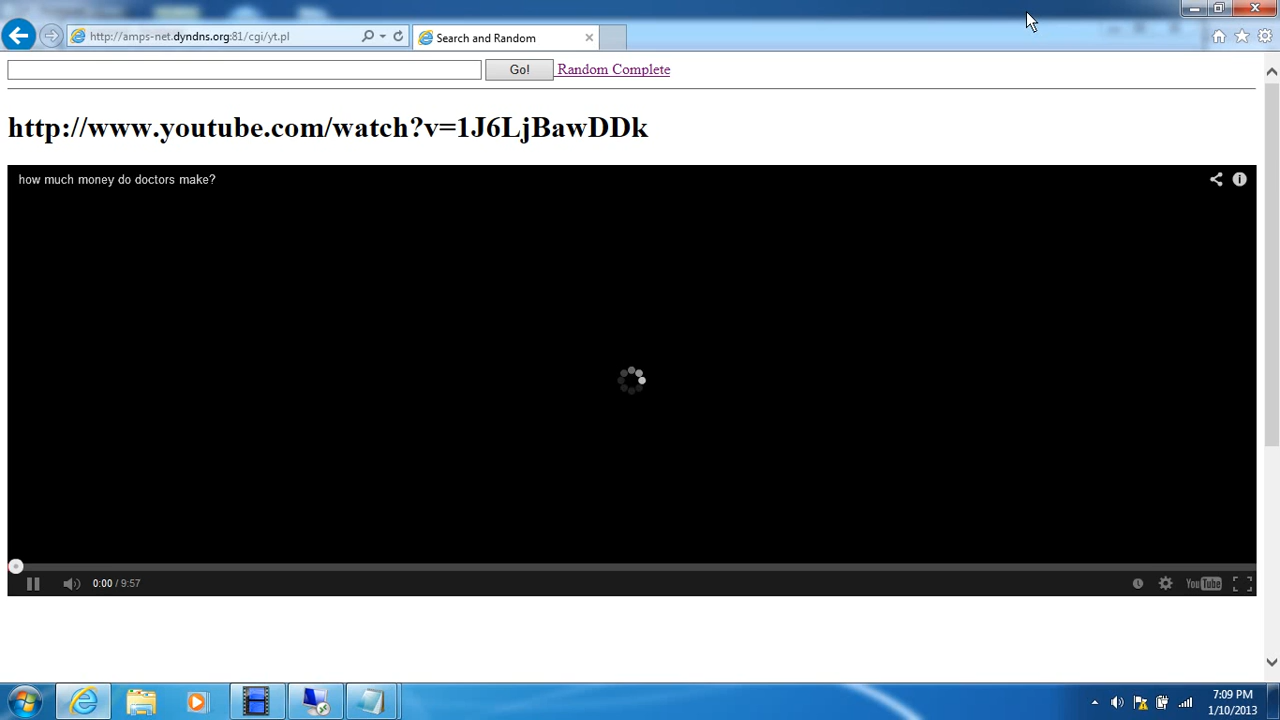 http://amps-net.dyndns.org:81/cgi/yt.pl
Search and Random
Go!
Random Complete
http://www.youtube.com/watch?v=1J6LjBawDDk
how much money do doctors make?
0:00 / 9:57
YouTube
7:09 PM
1/10/2013